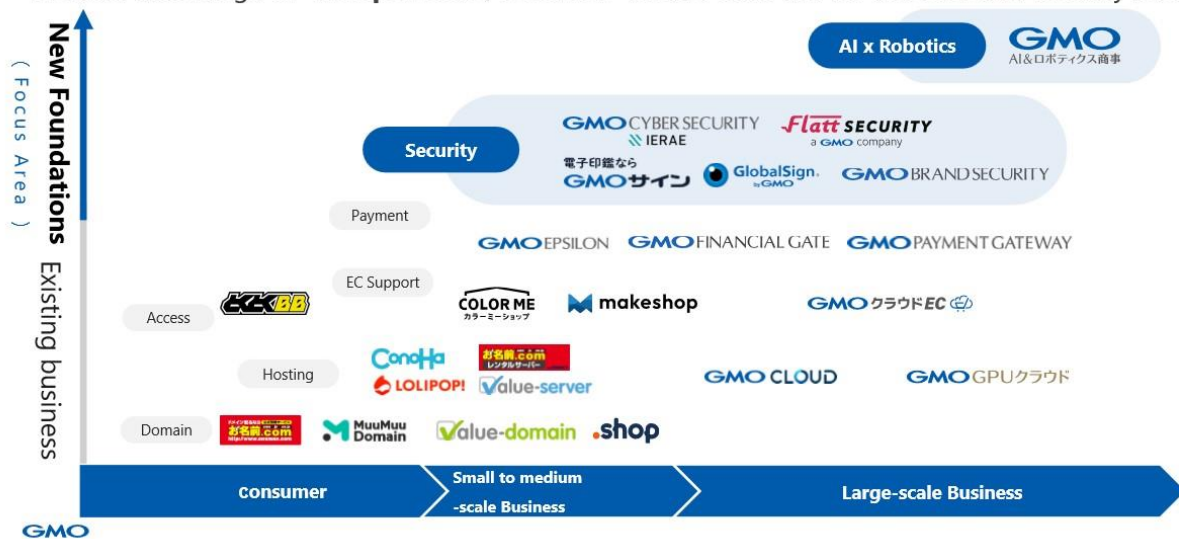 New Foundations
( Focus Area )
Existing business
AI x Robotics
GMO
AI&ロボティクス商事
Security
GMO CYBER SECURITY
IERAE
Flatt SECURITY
a GMO company
電子印鑑なら
GMOサイン
GlobalSign.
by GMO
GMO BRAND SECURITY
Payment
GMO EPSILON
GMO FINANCIAL GATE
GMO PAYMENT GATEWAY
EC Support
COLOR ME
カラーミーショップ
makeshop
GMO クラウドEC
Access
BB
Hosting
ConoHa
お名前.com
レンタルサーバー
LOLIPOP!
Value-server
GMO CLOUD
GMO GPUクラウド
Domain
お名前.com
MuuMuu
Domain
Value-domain
.shop
Consumer
Small to medium
-scale Business
Large-scale Business
GMO